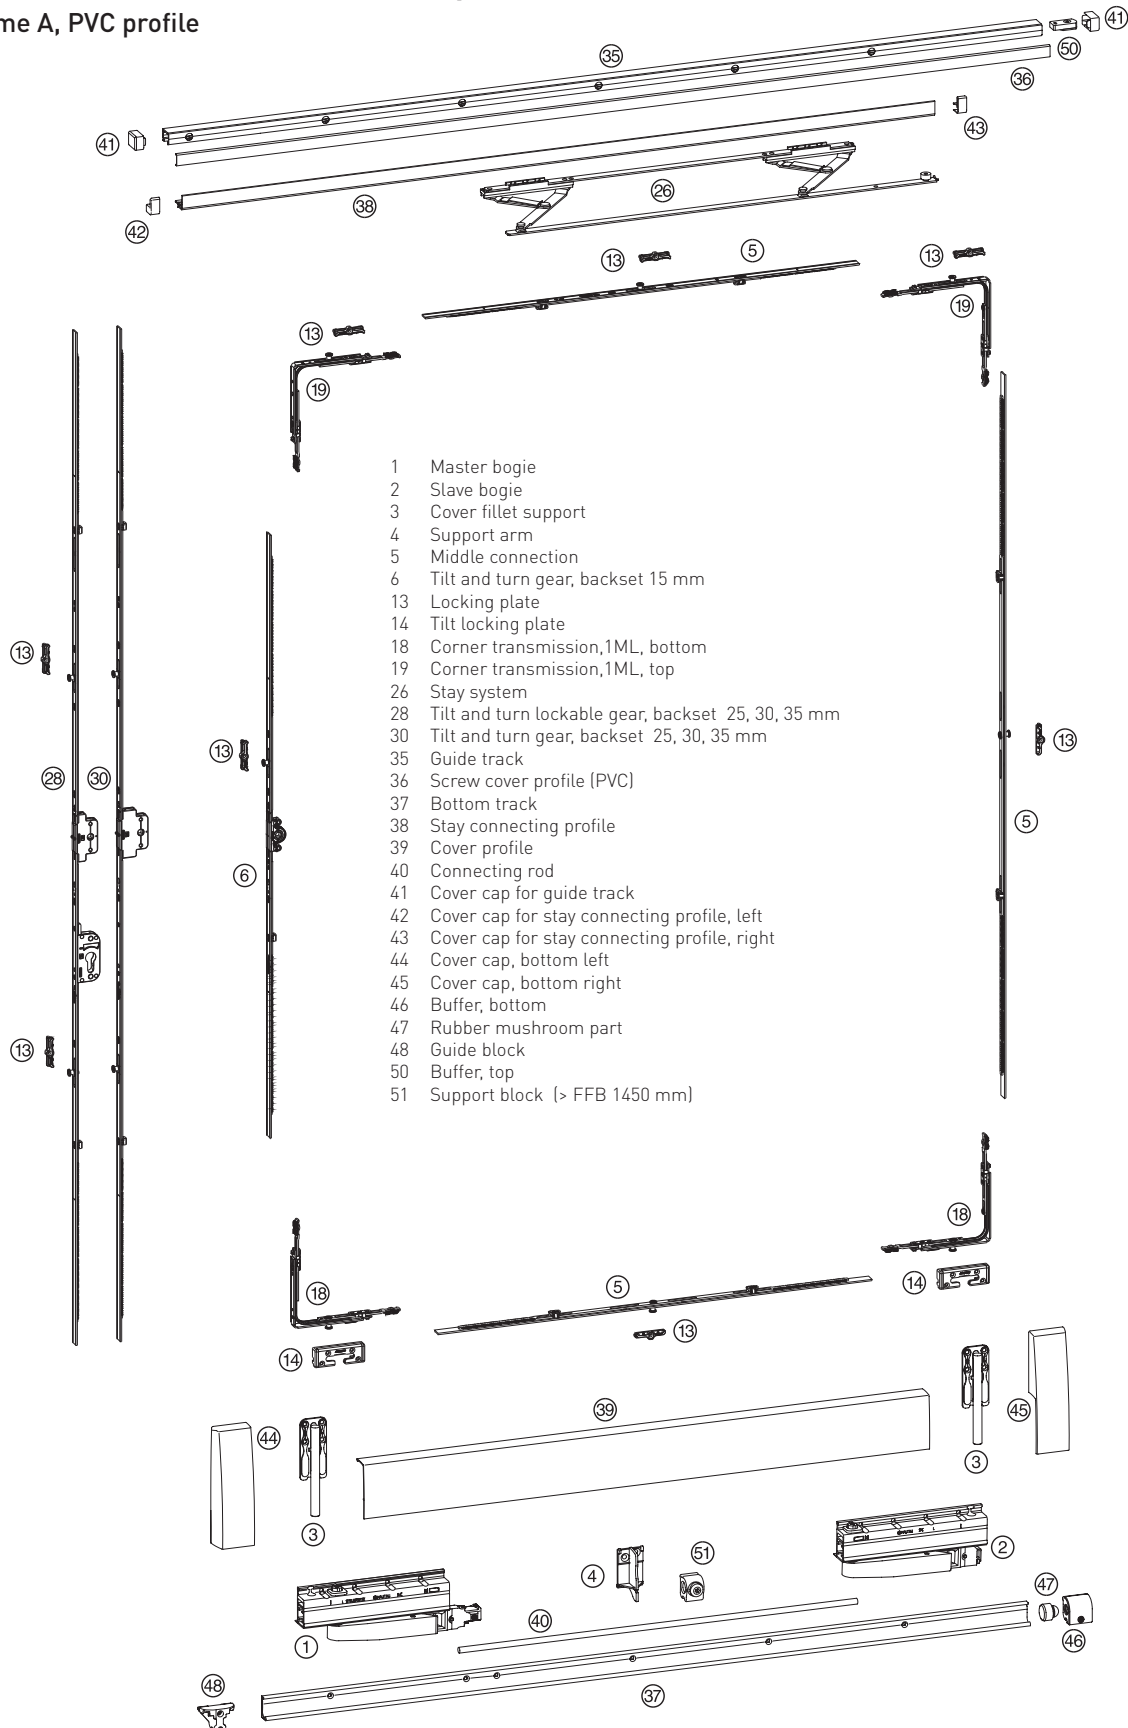 me A, PVC profile
41
35
50
36
41
43
38
26
42
13
5
13
19
13
19
1 Master bogie
2 Slave bogie
3 Cover fillet support
4 Support arm
5 Middle connection
6 Tilt and turn gear, backset 15 mm
13 Locking plate
14 Tilt locking plate
18 Corner transmission,1ML, bottom
19 Corner transmission,1ML, top
26 Stay system
28 Tilt and turn lockable gear, backset 25, 30, 35 mm
30 Tilt and turn gear, backset 25, 30, 35 mm
35 Guide track
36 Screw cover profile (PVC)
37 Bottom track
38 Stay connecting profile
39 Cover profile
40 Connecting rod
41 Cover cap for guide track
42 Cover cap for stay connecting profile, left
43 Cover cap for stay connecting profile, right
44 Cover cap, bottom left
45 Cover cap, bottom right
46 Buffer, bottom
47 Rubber mushroom part
48 Guide block
50 Buffer, top
51 Support block (> FFB 1450 mm)
13
13
13
28
30
5
6
13
18
14
5
18
13
14
39
44
45
3
3
2
51
4
47
40
1
46
48
37